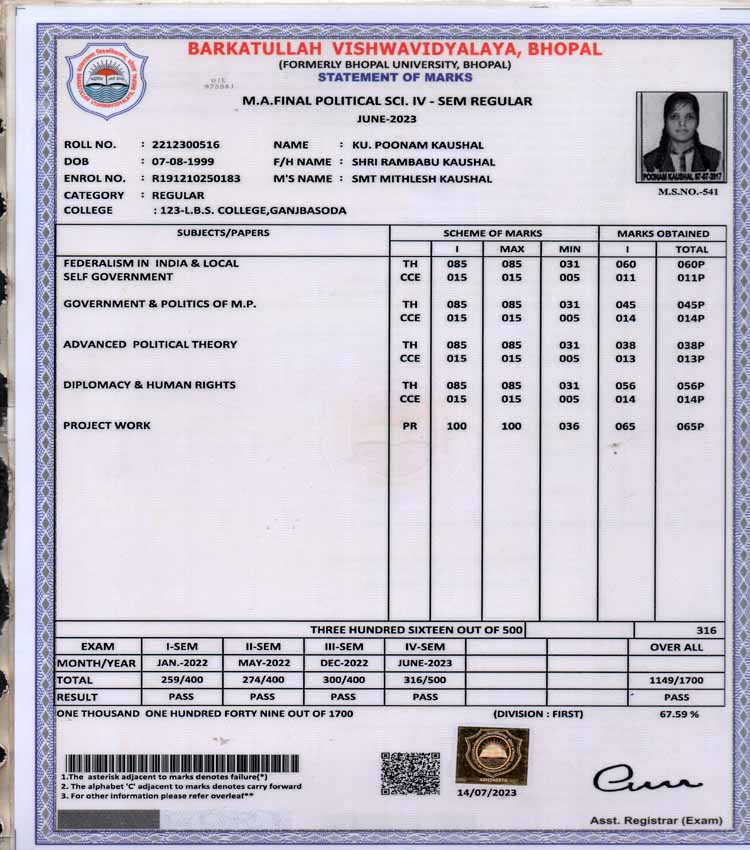 BARKATULLAH VISHWAVIDYALAYA, BHOPAL
(FORMERLY BHOPAL UNIVERSITY, BHOPAL)
STATEMENT OF MARKS
M.A.FINAL POLITICAL SCI. IV - SEM REGULAR
JUNE-2023
ROLL NO. : 2212300516 NAME : KU. POONAM KAUSHAL
DOB : 07-08-1999 F/H NAME : SHRI RAMBABU KAUSHAL
ENROL NO. : R191210250183 M'S NAME : SMT MITHLESH KAUSHAL
CATEGORY : REGULAR
COLLEGE : 123-L.B.S. COLLEGE,GANJBASODA
POONAM KAUSHAL 07-07-2017
M.S.NO.-541
SUBJECTS/PAPERS SCHEME OF MARKS MARKS OBTAINED
I MAX MIN I TOTAL
FEDERALISM IN INDIA & LOCAL TH 085 085 031 060 060P
SELF GOVERNMENT CCE 015 015 005 011 011P
GOVERNMENT & POLITICS OF M.P. TH 085 085 031 045 045P
CCE 015 015 005 014 014P
ADVANCED POLITICAL THEORY TH 085 085 031 038 038P
CCE 015 015 005 013 013P
DIPLOMACY & HUMAN RIGHTS TH 085 085 031 056 056P
CCE 015 015 005 014 014P
PROJECT WORK PR 100 100 036 065 065P
THREE HUNDRED SIXTEEN OUT OF 500 316
EXAM I-SEM II-SEM III-SEM IV-SEM OVER ALL
MONTH/YEAR JAN.-2022 MAY-2022 DEC-2022 JUNE-2023
TOTAL 259/400 274/400 300/400 316/500 1149/1700
RESULT PASS PASS PASS PASS PASS
ONE THOUSAND ONE HUNDRED FORTY NINE OUT OF 1700 (DIVISION : FIRST) 67.59 %
1.The asterisk adjacent to marks denotes failure(*)
2. The alphabet 'C' adjacent to marks denotes carry forward
3. For other information please refer overleaf**
14/07/2023
Asst. Registrar (Exam)